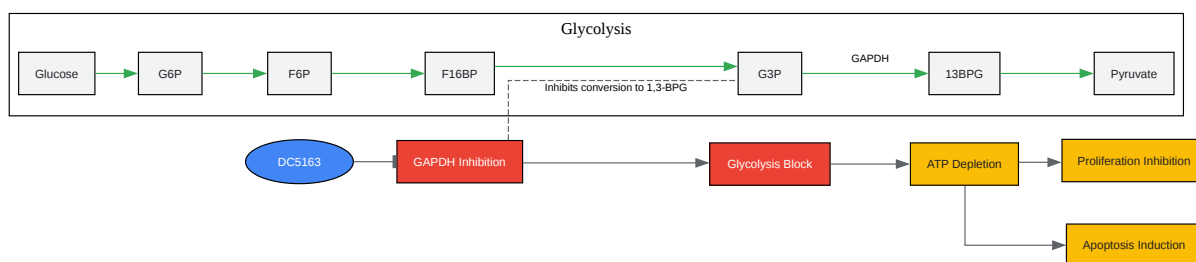 Glycolysis
GAPDH
Glucose
G6P
F6P
F16BP
G3P
13BPG
Pyruvate
Inhibits conversion to 1,3-BPG
DC5163
GAPDH Inhibition
Glycolysis Block
ATP Depletion
Proliferation Inhibition
Apoptosis Induction